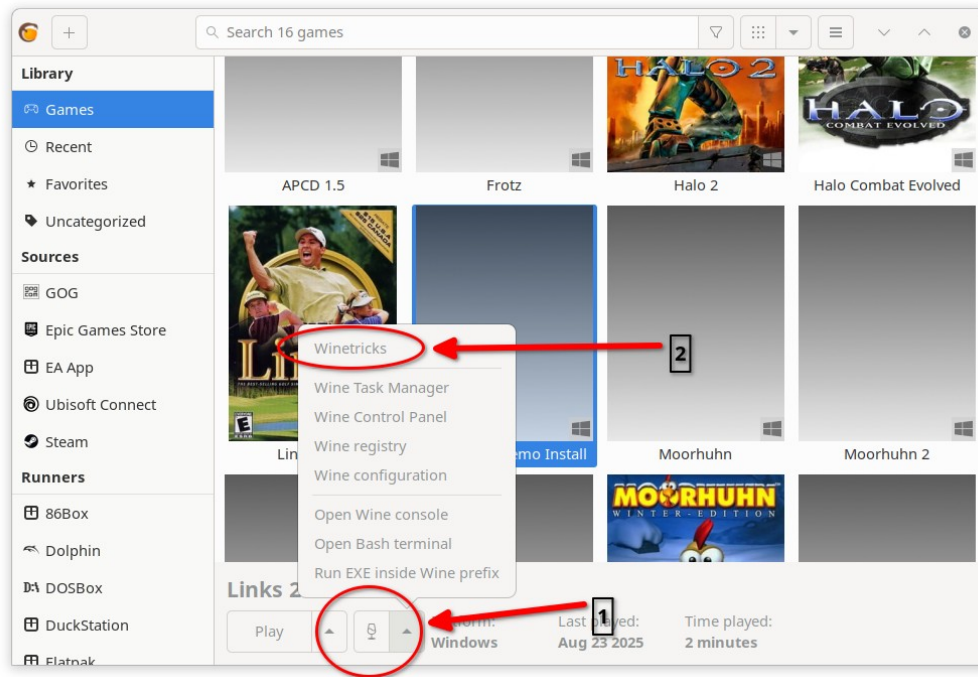 Search 16 games
Library
Games
Recent
Favorites
Uncategorized
Sources
GOG
Epic Games Store
EA App
Ubisoft Connect
Steam
Runners
86Box
Dolphin
DOSBox
DuckStation
Flatpak
HALO 2
HALO
COMBAT EVOLVED
APCD 1.5
Frotz
Halo 2
Halo Combat Evolved
Lin
emo Install
Moorhuhn
Moorhuhn 2
MOORHUHN
WINTER-EDITION
Winetricks
2
Wine Task Manager
Wine Control Panel
Wine registry
Wine configuration
Open Wine console
Open Bash terminal
Run EXE inside Wine prefix
Links 2
Play
1
Windows
Last played:
Aug 23 2025
Time played:
2 minutes